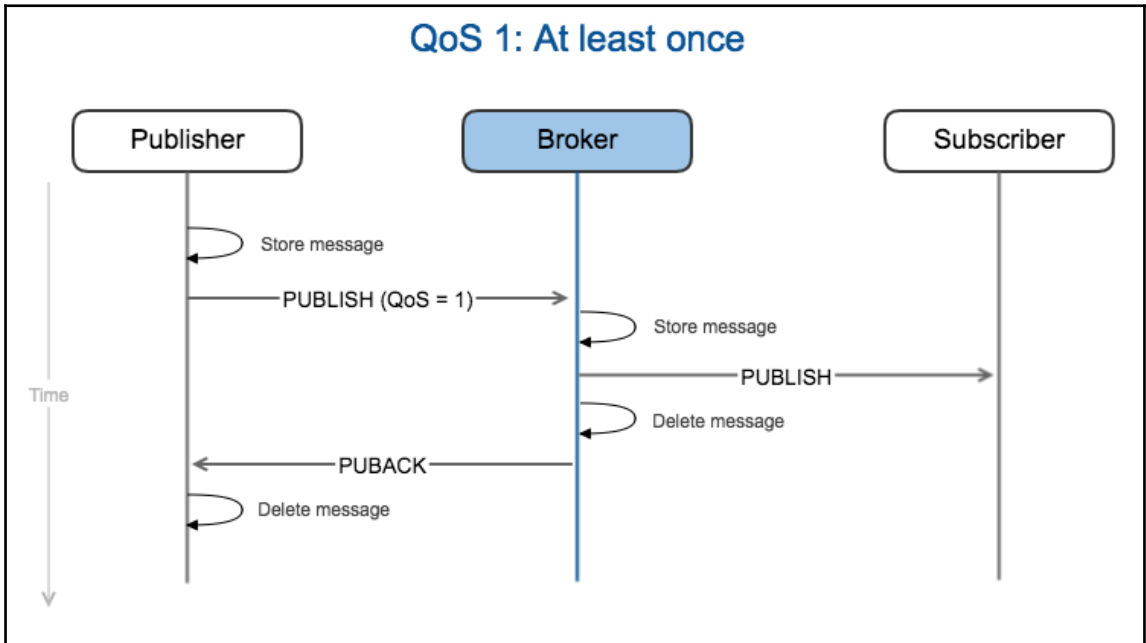 QoS 1: At least once
Publisher
Broker
Subscriber
Store message
PUBLISH (QoS = 1)
Store message
PUBLISH
Time
Delete message
PUBACK
Delete message